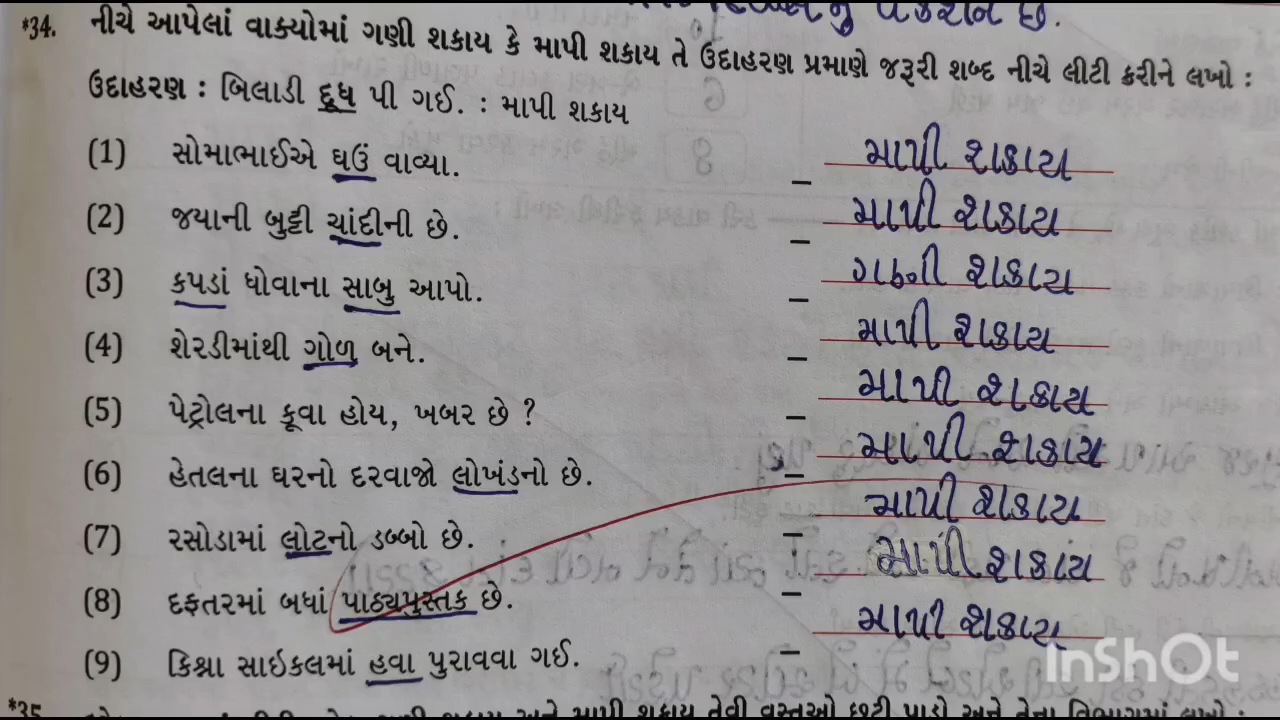 *34. નીચે આપેલાં વાક્યોમાં ગણી શકાય કે માપી શકાય તે ઉદાહરણ પ્રમાણે જરૂરી શબ્દ નીચે લીટી કરીને લખો :
ઉદાહરણ : બિલાડી દૂધ પી ગઈ. : માપી શકાય
(1) સોમાભાઈએ ઘઉં વાવ્યા. – માપી શકાય
(2) જયાની બુટ્ટી ચાંદીની છે. – માપી શકાય
(3) કપડાં ધોવાના સાબુ આપો. – ગણની શકાય
(4) શેરડીમાંથી ગોળ બને. – માપી શકાય
(5) પેટ્રોલના કૂવા હોય, ખબર છે ? – માપી શકાય
(6) હેતલના ઘરનો દરવાજો લોખંડનો છે. – માપી શકાય
(7) રસોડામાં લોટનો ડબ્બો છે. – માપી શકાય
(8) દફતરમાં બધાં પાઠ્યપુસ્તક છે. – માપી શકાય
(9) કિશ્ના સાઇકલમાં હવા પુરાવવા ગઈ. – માપી શકાય
InShOt
*35.